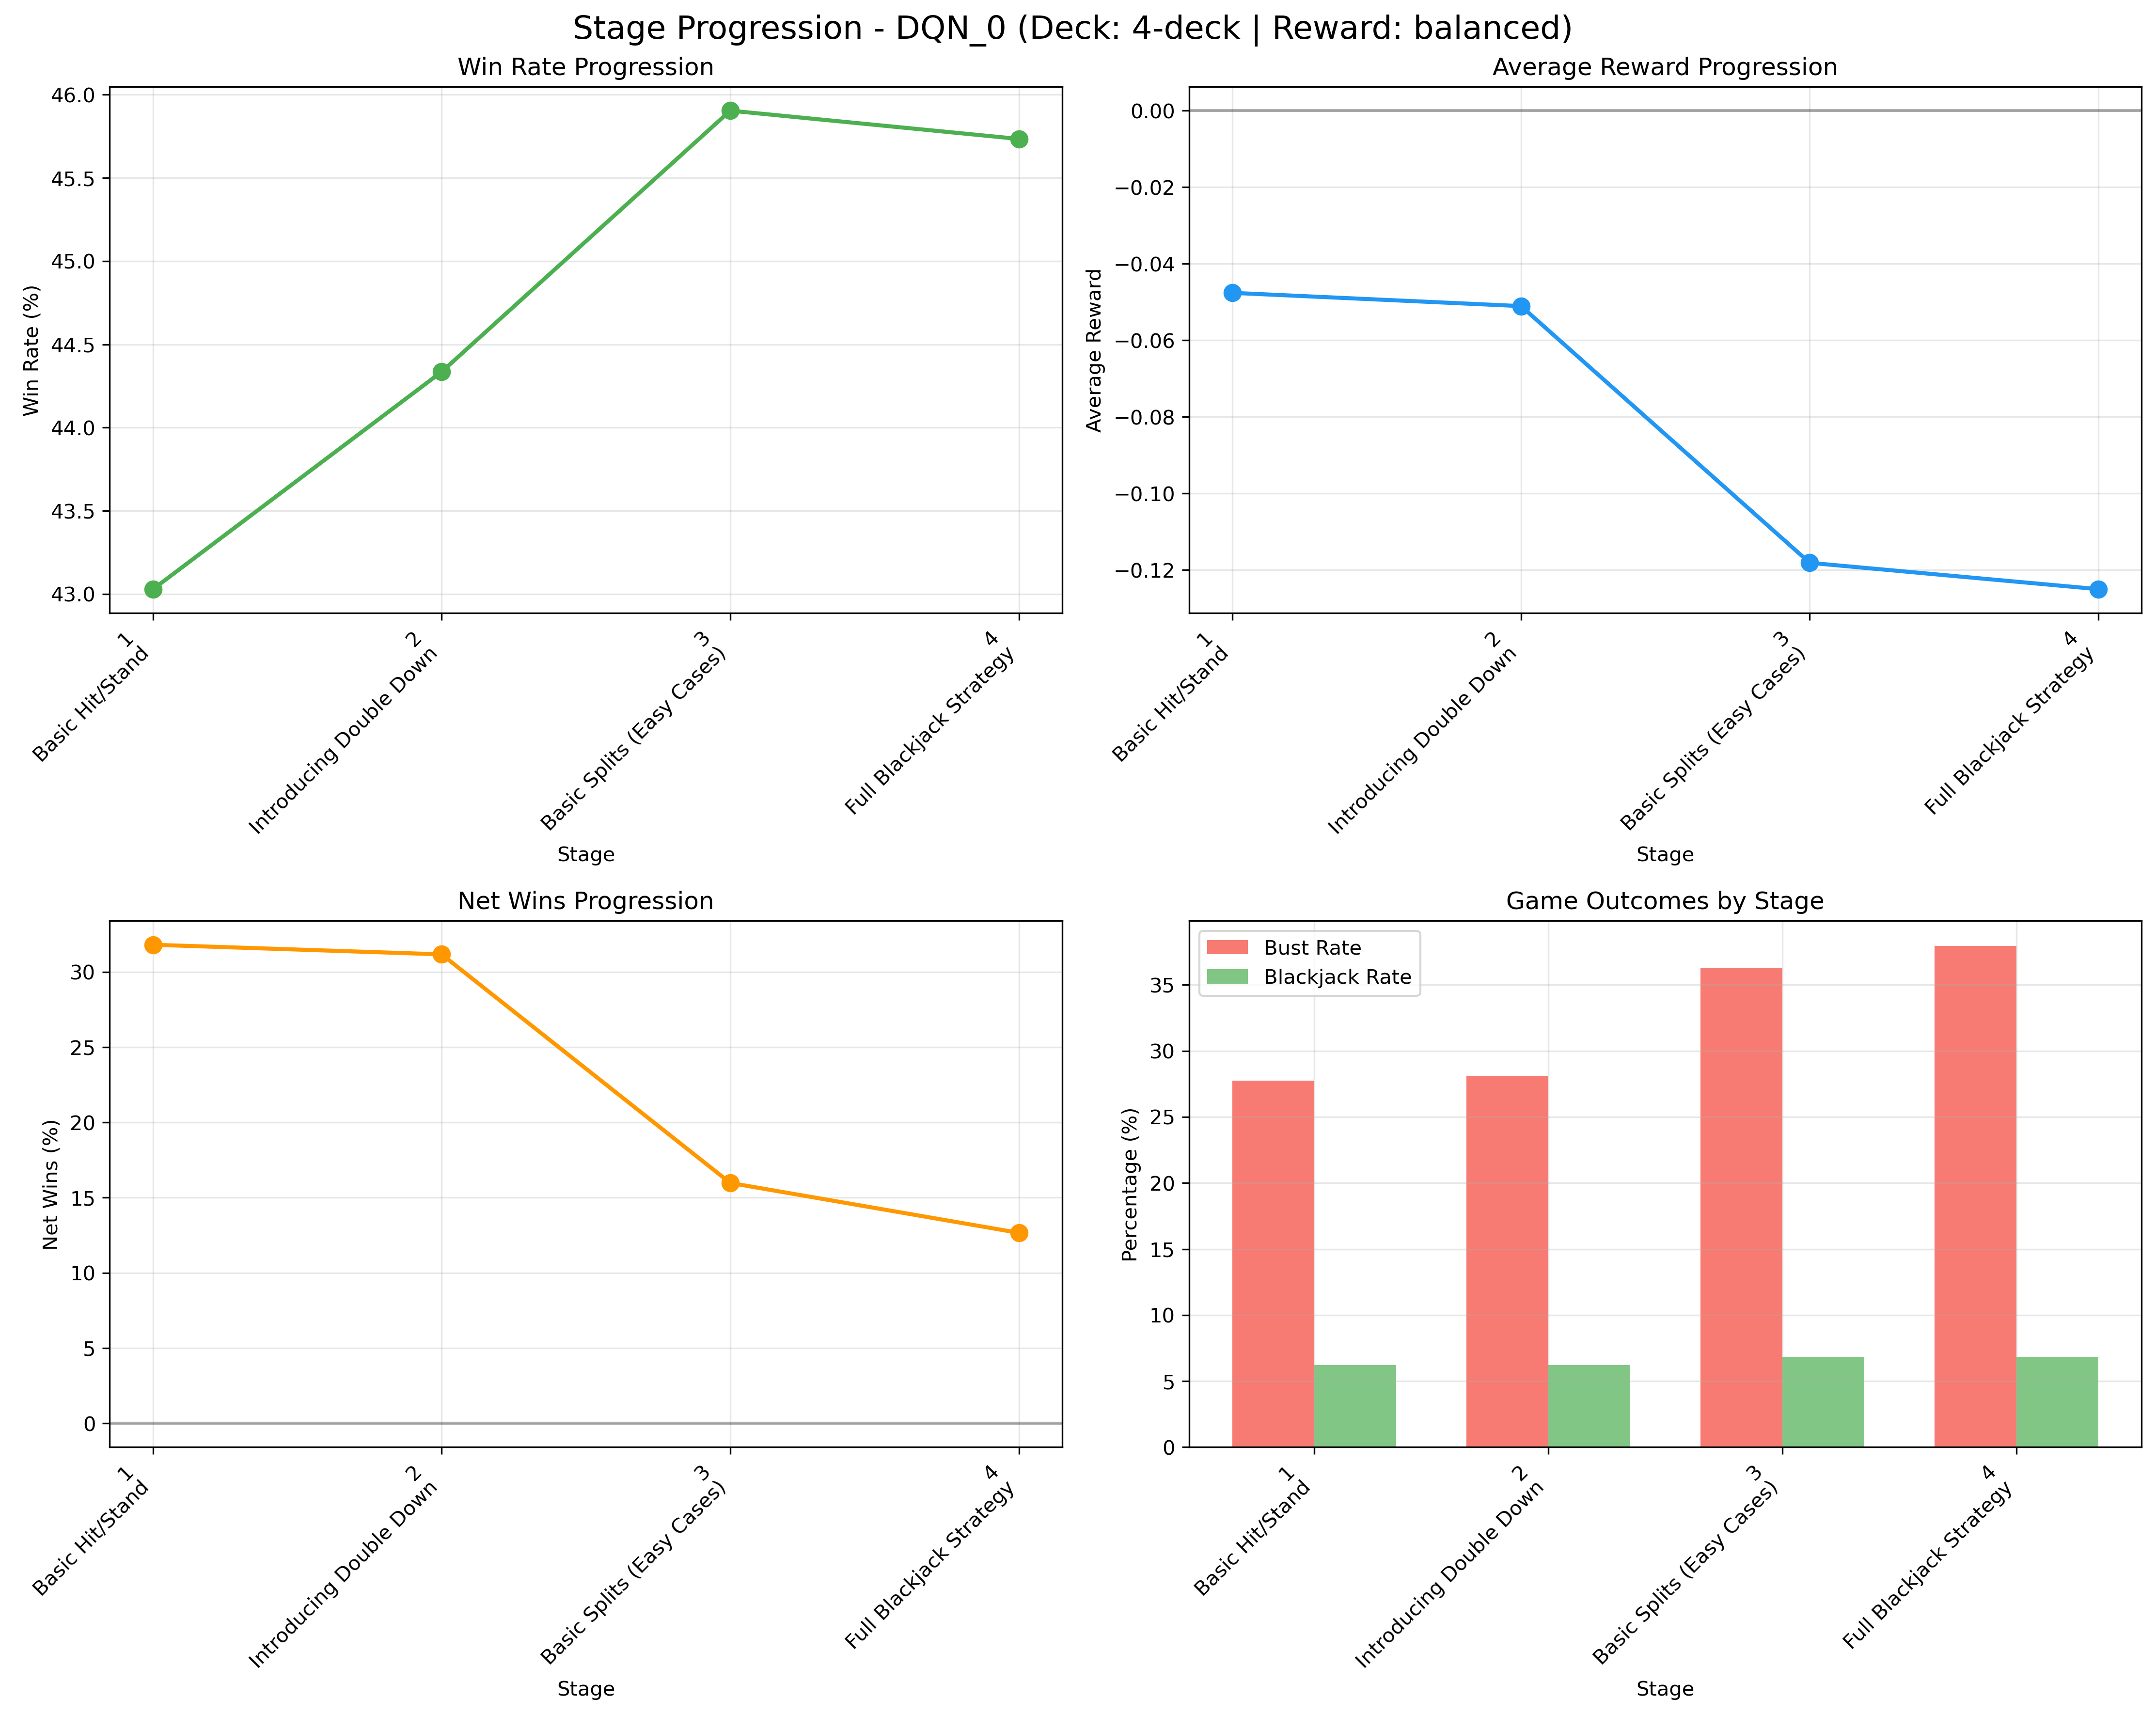 Stage Progression - DQN_0 (Deck: 4-deck | Reward: balanced)
Win Rate Progression
Win Rate (%)
46.0
45.5
45.0
44.5
44.0
43.5
43.0
1
Basic Hit/Stand
2
Introducing Double Down
3
Basic Splits (Easy Cases)
4
Full Blackjack Strategy
Stage
Average Reward Progression
Average Reward
0.00
−0.02
−0.04
−0.06
−0.08
−0.10
−0.12
1
Basic Hit/Stand
2
Introducing Double Down
3
Basic Splits (Easy Cases)
4
Full Blackjack Strategy
Stage
Net Wins Progression
Net Wins (%)
30
25
20
15
10
5
0
1
Basic Hit/Stand
2
Introducing Double Down
3
Basic Splits (Easy Cases)
4
Full Blackjack Strategy
Stage
Game Outcomes by Stage
Bust Rate
Blackjack Rate
Percentage (%)
35
30
25
20
15
10
5
0
1
Basic Hit/Stand
2
Introducing Double Down
3
Basic Splits (Easy Cases)
4
Full Blackjack Strategy
Stage